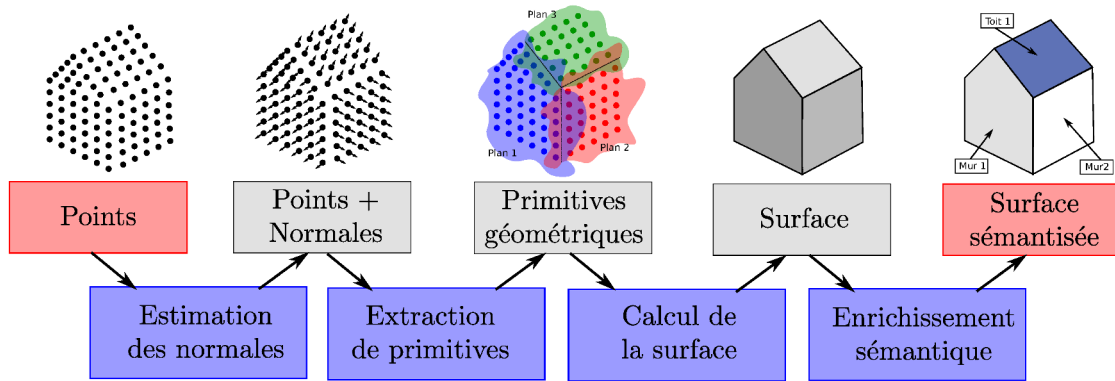 Plan 3
Toit 1
Plan 1
Plan 2
Mur 1
Mur2
Points
Points +
Normales
Primitives
géométriques
Surface
Surface
sémantisée
Estimation
des normales
Extraction
de primitives
Calcul de
la surface
Enrichissement
sémantique